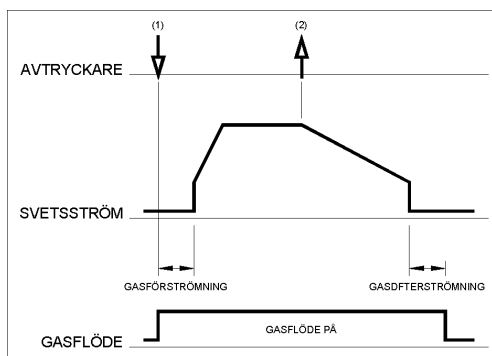 (1) (2)
AVTRYCKARE
SVETSSTRÖM
GASFÖRSTRÖMNING GASDFTERSTRÖMNING
GASFLÖDE PÅ
GASFLÖDE